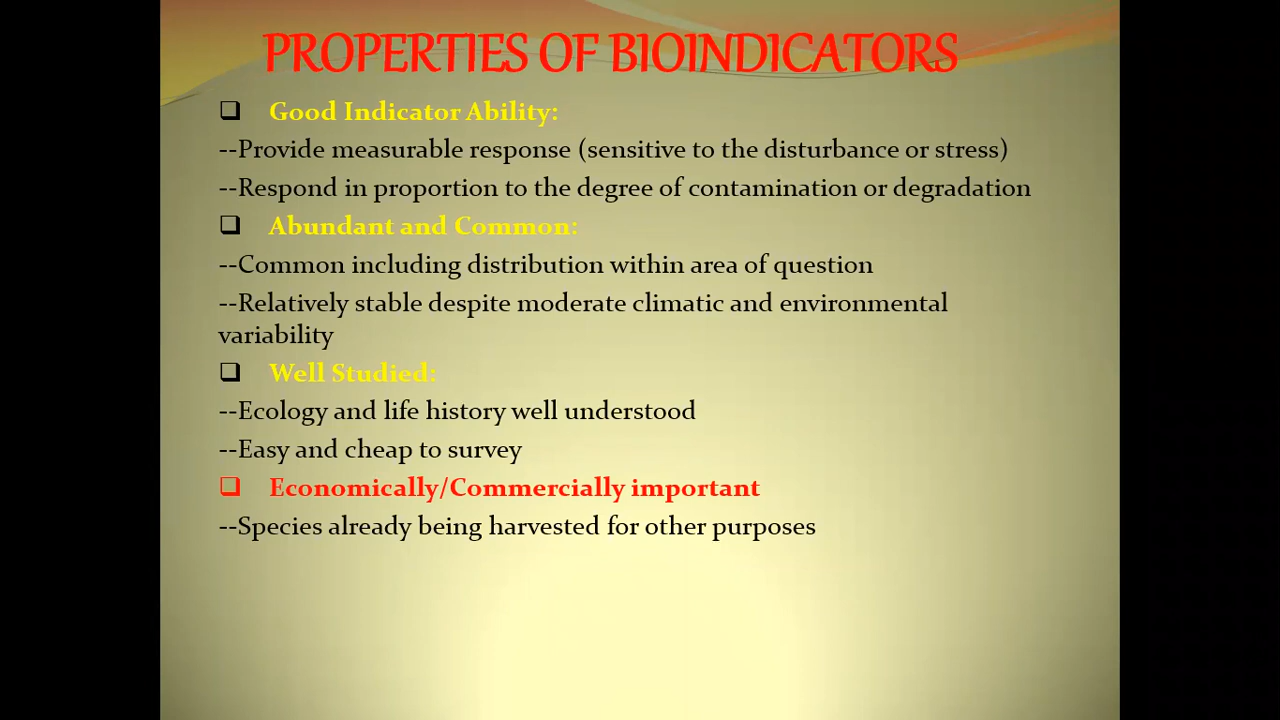 PROPERTIES OF BIOINDICATORS
❑ Good Indicator Ability:
--Provide measurable response (sensitive to the disturbance or stress)
--Respond in proportion to the degree of contamination or degradation
❑ Abundant and Common:
--Common including distribution within area of question
--Relatively stable despite moderate climatic and environmental
variability
❑ Well Studied:
--Ecology and life history well understood
--Easy and cheap to survey
❑ Economically/Commercially important
--Species already being harvested for other purposes